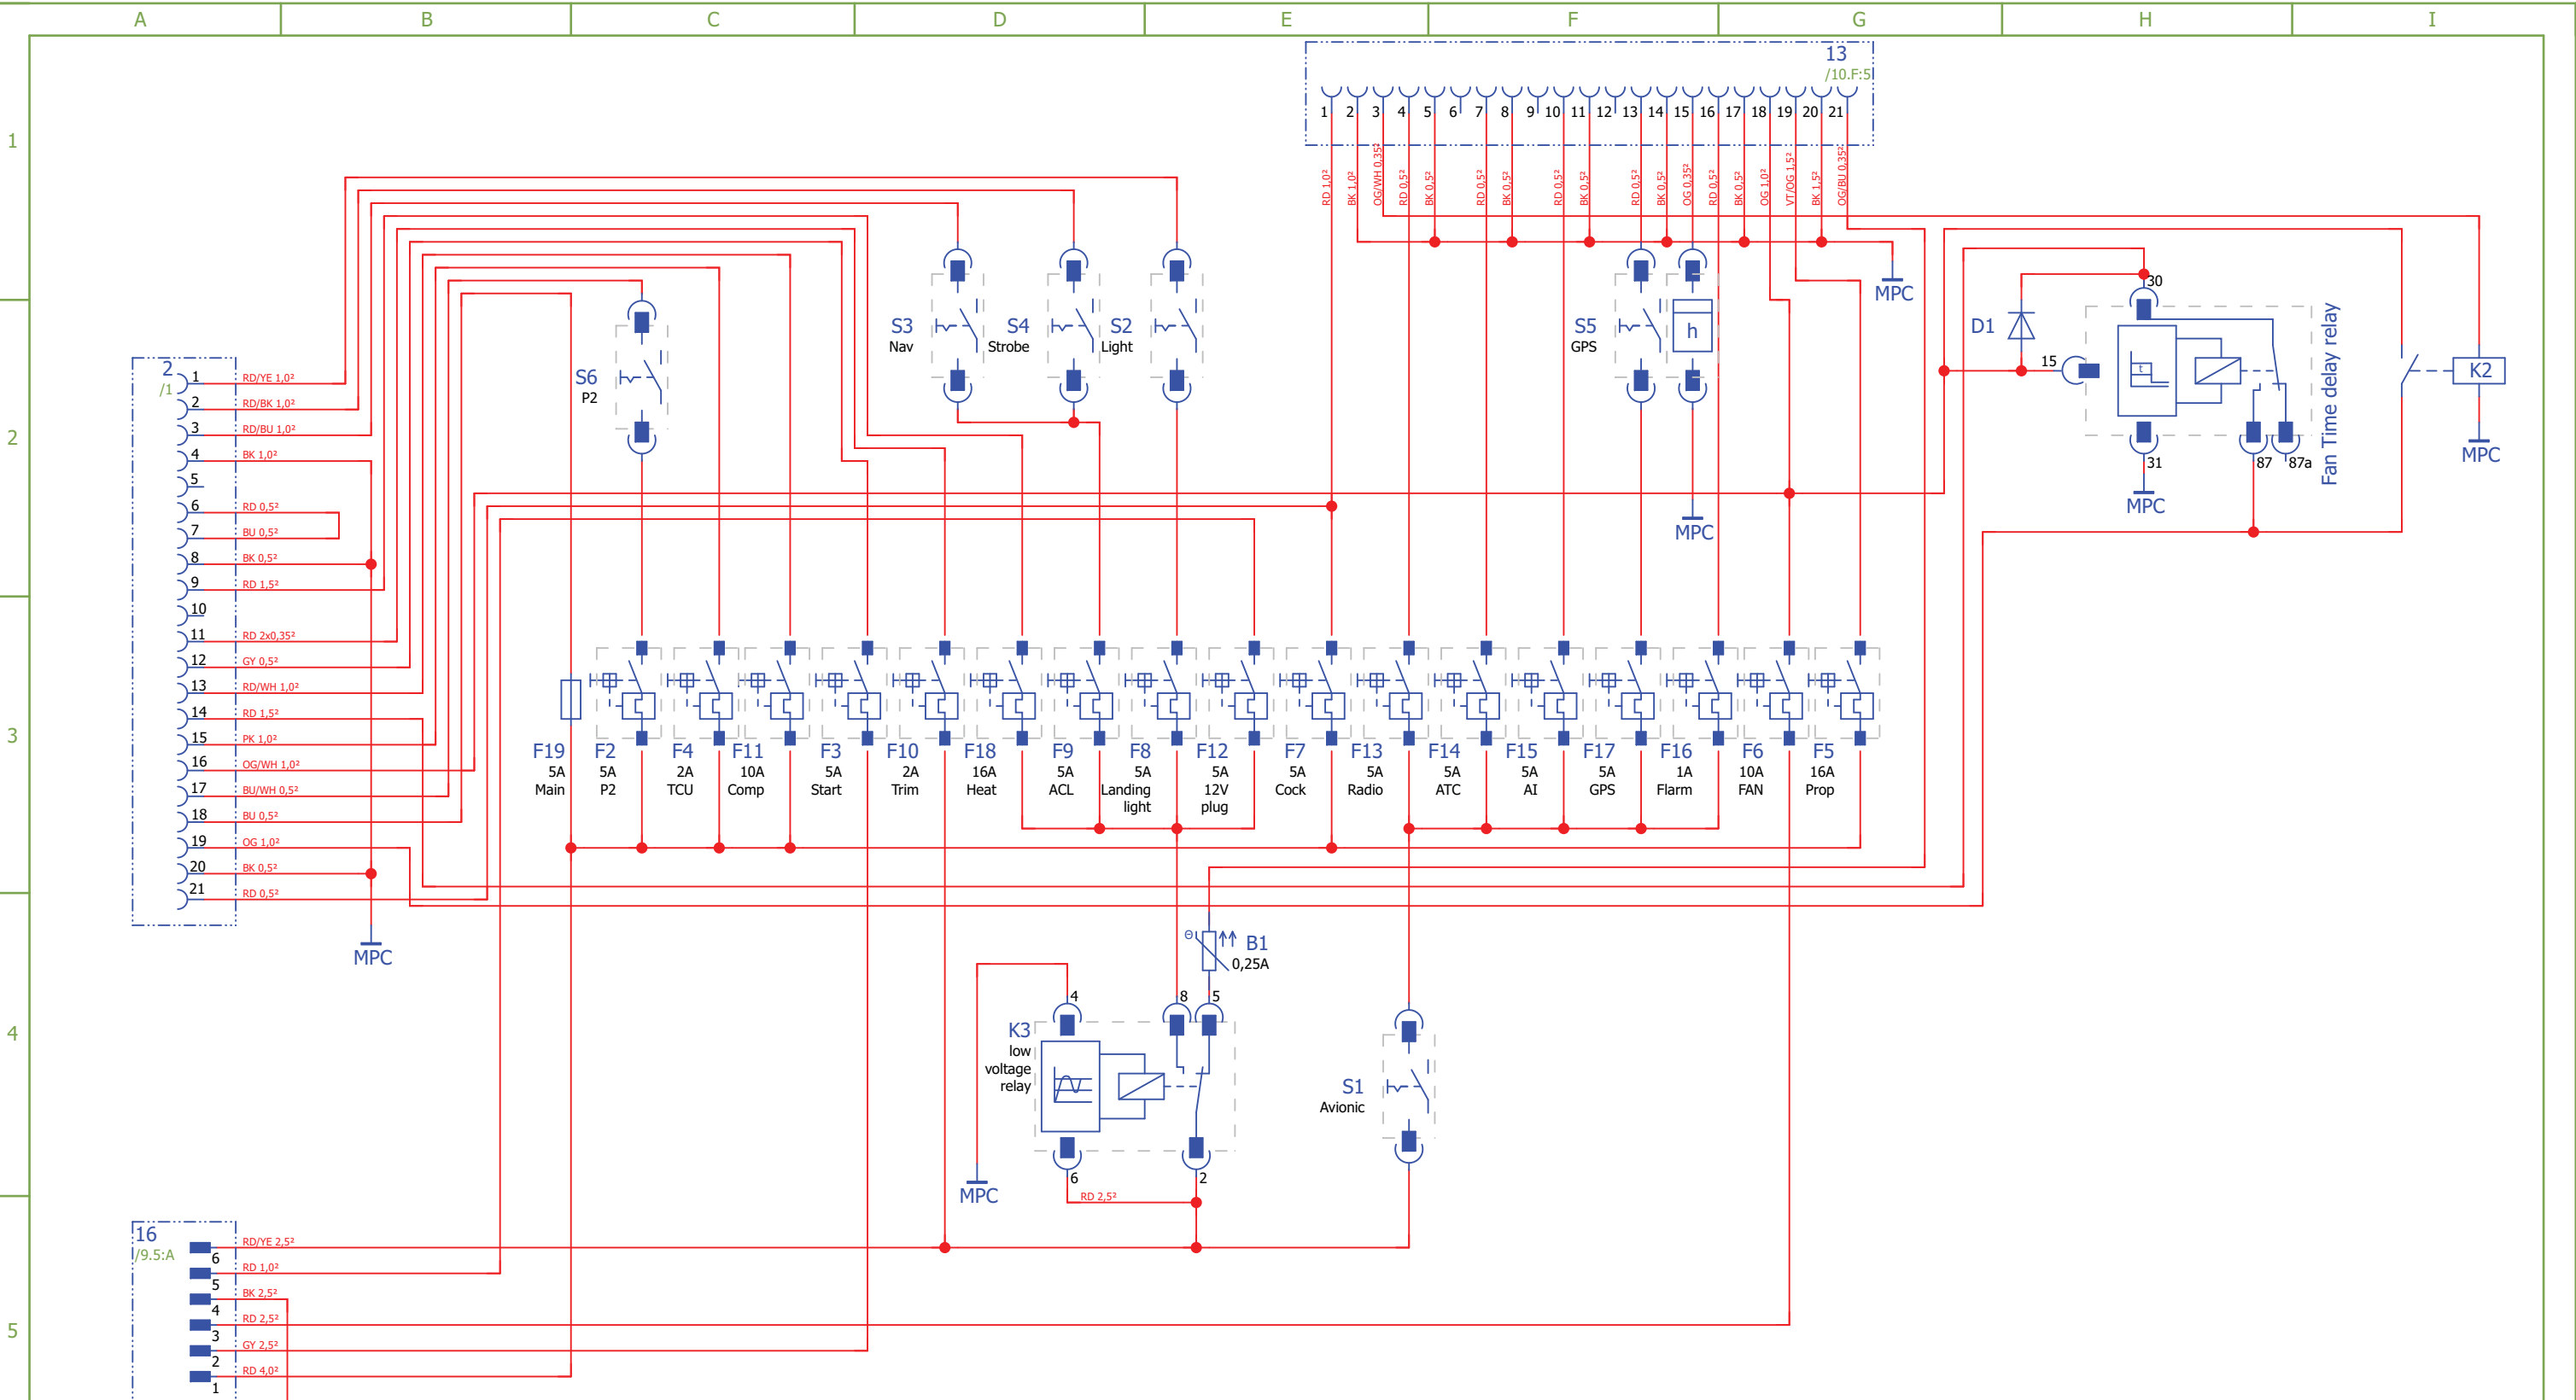 A B C D E F G H I
13
/10.F:5
1 2 3 4 5 6 7 8 9 10 11 12 13 14 15 16 17 18 19 20 21
1
RD 1,0² BK 1,0² OG/WH 0,35² RD 0,5² BK 0,5² RD 0,5² BK 0,5² RD 0,5² BK 0,5² RD 0,5² BK 0,5² OG 0,35² RD 0,5² BK 0,5² OG 1,0² VT/OG 1,5² BK 1,5² OG/BU 0,35²
MPC
30
S3
Nav
S4
Strobe
S2
Light
S5
GPS
h
D1
15
t
31
87
87a
Fan Time delay relay
MPC
K2
MPC
S6
P2
MPC
2
2
/1
1 RD/YE 1,0²
2 RD/BK 1,0²
3 RD/BU 1,0²
4 BK 1,0²
5
6 RD 0,5²
7 BU 0,5²
8 BK 0,5²
9 RD 1,5²
10
11 RD 2x0,35²
12 GY 0,5²
13 RD/WH 1,0²
14 RD 1,5²
15 PK 1,0²
16 OG/WH 1,0²
17 BU/WH 0,5²
18 BU 0,5²
19 OG 1,0²
20 BK 0,5²
21 RD 0,5²
MPC
3
F19
5A
Main
F2
5A
P2
F4
2A
TCU
F11
10A
Comp
F3
5A
Start
F10
2A
Trim
F18
16A
Heat
F9
5A
ACL
F8
5A
Landing
light
F12
5A
12V
plug
F7
5A
Cock
F13
5A
Radio
F14
5A
ATC
F15
5A
AI
F17
5A
GPS
F16
1A
Flarm
F6
10A
FAN
F5
16A
Prop
4
Θ
B1
0,25A
4
8
5
K3
low
voltage
relay
6
2
RD 2,5²
MPC
S1
Avionic
5
16
/9.5:A
6 RD/YE 2,5²
5 RD 1,0²
4 BK 2,5²
3 RD 2,5²
2 GY 2,5²
1 RD 4,0²